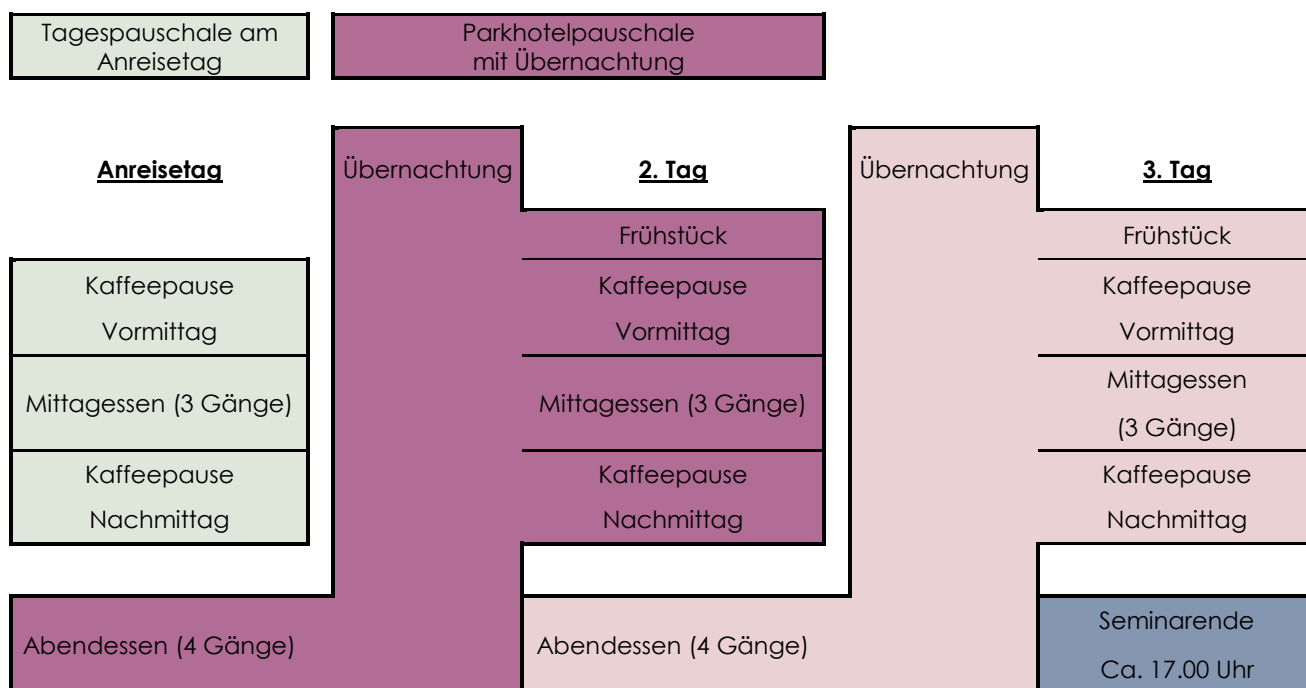 Tagespauschale am
Anreisetag
Parkhotelpauschale
mit Übernachtung
Anreisetag
Übernachtung
2. Tag
Übernachtung
3. Tag
Frühstück
Frühstück
Kaffeepause
Vormittag
Kaffeepause
Vormittag
Kaffeepause
Vormittag
Mittagessen (3 Gänge)
Mittagessen (3 Gänge)
Mittagessen
(3 Gänge)
Kaffeepause
Nachmittag
Kaffeepause
Nachmittag
Kaffeepause
Nachmittag
Abendessen (4 Gänge)
Abendessen (4 Gänge)
Seminarende
Ca. 17.00 Uhr